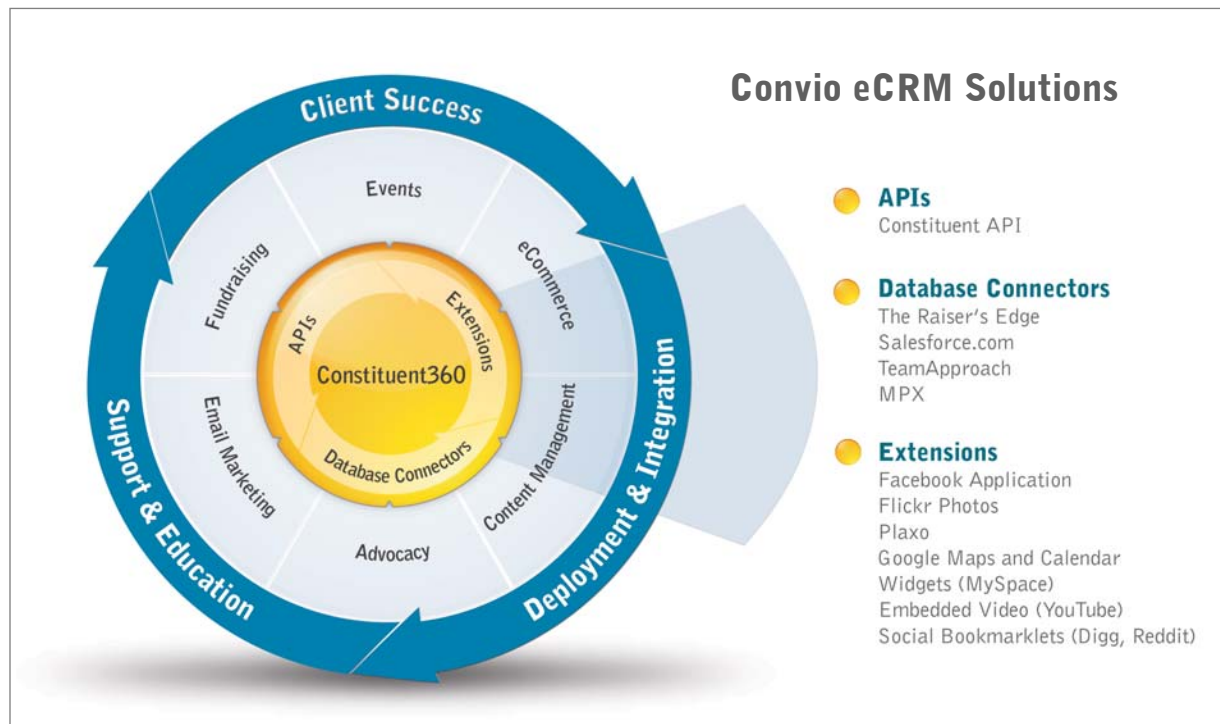 Convio eCRM Solutions
Client Success
Events
eCommerce
Fundraising
Extensions
APIs
Constituent360
Email Marketing
Database Connectors
Content Management
Advocacy
Support & Education
Deployment & Integration
APIs
Constituent API
Database Connectors
The Raiser's Edge
Salesforce.com
TeamApproach
MPX
Extensions
Facebook Application
Flickr Photos
Plaxo
Google Maps and Calendar
Widgets (MySpace)
Embedded Video (YouTube)
Social Bookmarklets (Digg, Reddit)